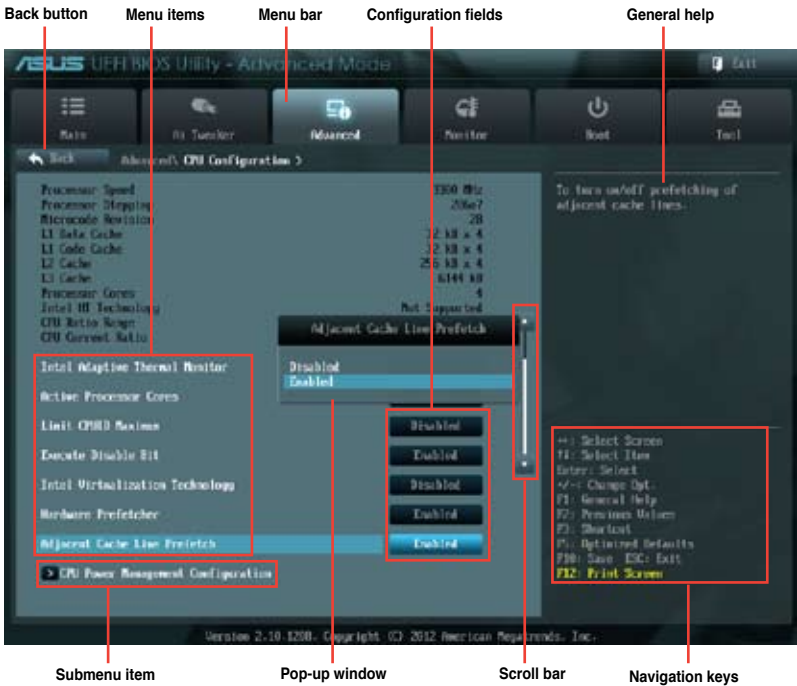 Back button
Menu items
Menu bar
Configuration fields
General help
ASUS UEFI BIOS Utility - Advanced Mode
Exit
Main
Ai Tweaker
Advanced
Monitor
Boot
Tool
Back
Advanced\ CPU Configuration >
Processor Speed 3300 MHz
Processor Stepping 206a7
Microcode Revision 28
L1 Data Cache 32 kB x 4
L1 Code Cache 32 kB x 4
L2 Cache 256 kB x 4
L3 Cache 6144 kB
Processor Cores 4
Intel HT Technology Not Supported
CPU Ratio Range
CPU Current Ratio
To turn on/off prefetching of
adjacent cache lines.
Adjacent Cache Line Prefetch
Disabled
Enabled
Intel Adaptive Thermal Monitor
Active Processor Cores
Limit CPUID Maximum Disabled
Execute Disable Bit Enabled
Intel Virtualization Technology Disabled
Hardware Prefetcher Enabled
Adjacent Cache Line Prefetch Enabled
> CPU Power Management Configuration
→←: Select Screen
↑↓: Select Item
Enter: Select
+/-: Change Opt.
F1: General Help
F2: Previous Values
F3: Shortcut
F5: Optimized Defaults
F10: Save ESC: Exit
F12: Print Screen
Version 2.10.1208. Copyright (C) 2012 American Megatrends, Inc.
Submenu item
Pop-up window
Scroll bar
Navigation keys